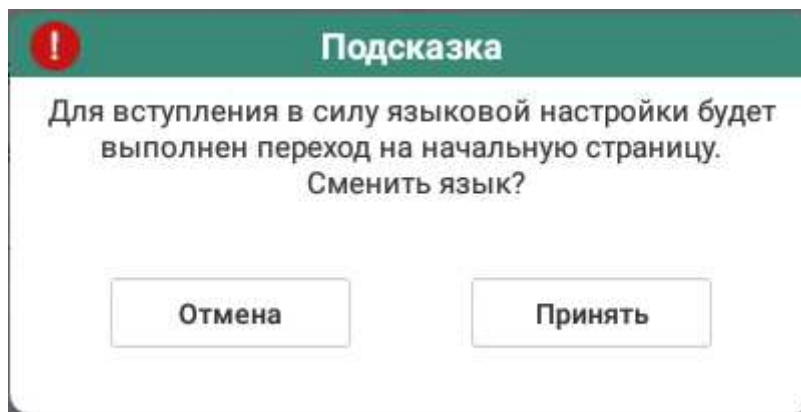 Подсказка
Для вступления в силу языковой настройки будет
выполнен переход на начальную страницу.
Сменить язык?
Отмена
Принять